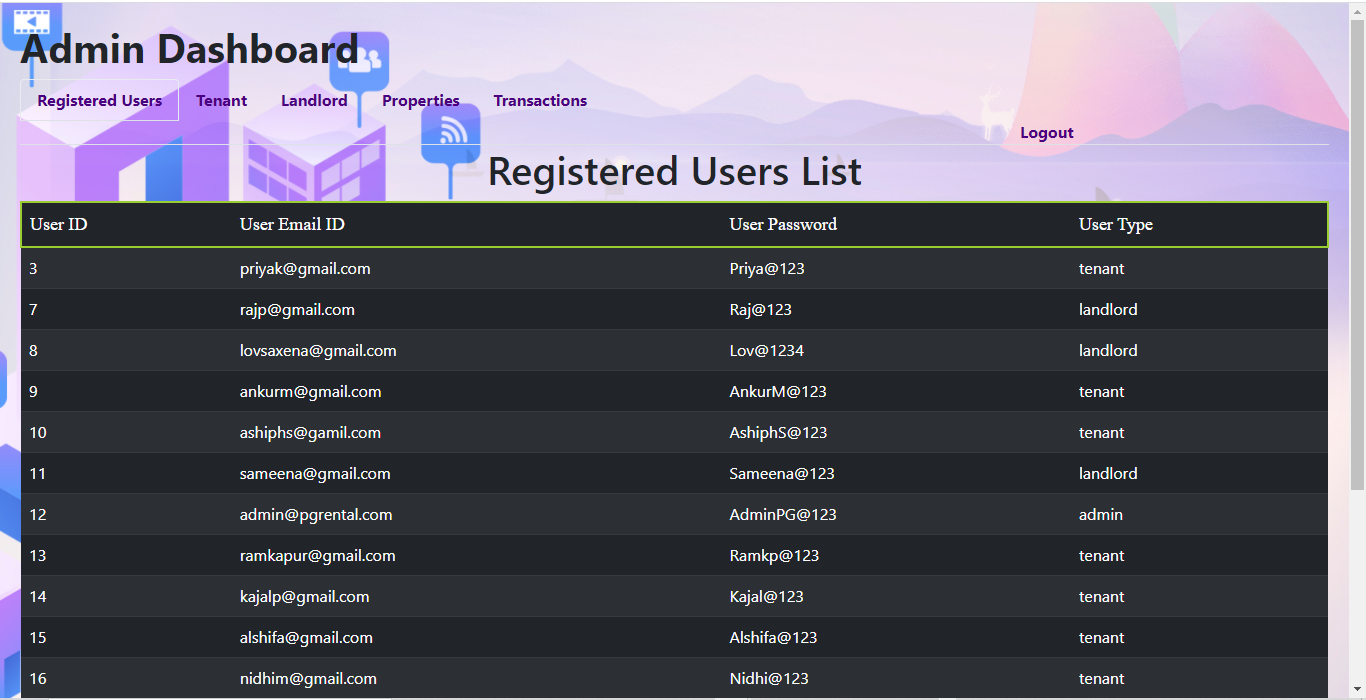 Admin Dashboard
Registered Users Tenant Landlord Properties Transactions
Logout
Registered Users List
User ID User Email ID User Password User Type
3 priyak@gmail.com Priya@123 tenant
7 rajp@gmail.com Raj@123 landlord
8 lovsaxena@gmail.com Lov@1234 landlord
9 ankurm@gmail.com AnkurM@123 tenant
10 ashiphs@gamil.com AshiphS@123 tenant
11 sameena@gmail.com Sameena@123 landlord
12 admin@pgrental.com AdminPG@123 admin
13 ramkapur@gmail.com Ramkp@123 tenant
14 kajalp@gmail.com Kajal@123 tenant
15 alshifa@gmail.com Alshifa@123 tenant
16 nidhim@gmail.com Nidhi@123 tenant